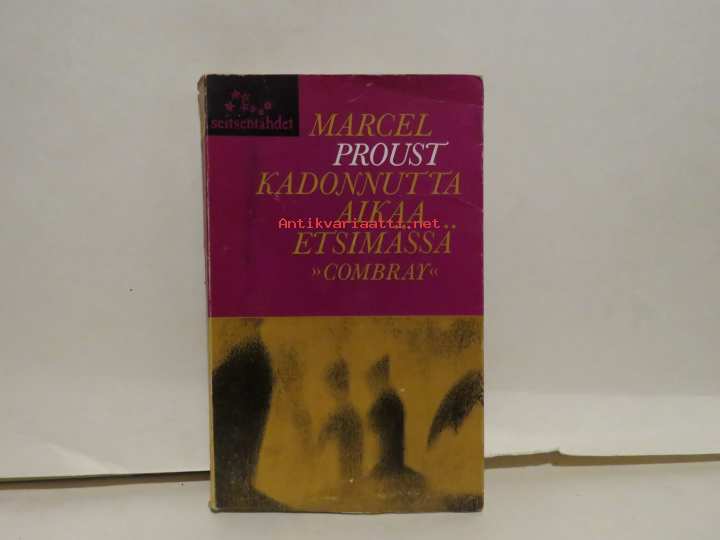 seitsentähdet
MARCEL
PROUST
KADONNUTTA
AIKAA
Antikvariaatti.net
ETSIMÄSSÄ
»COMBRAY«